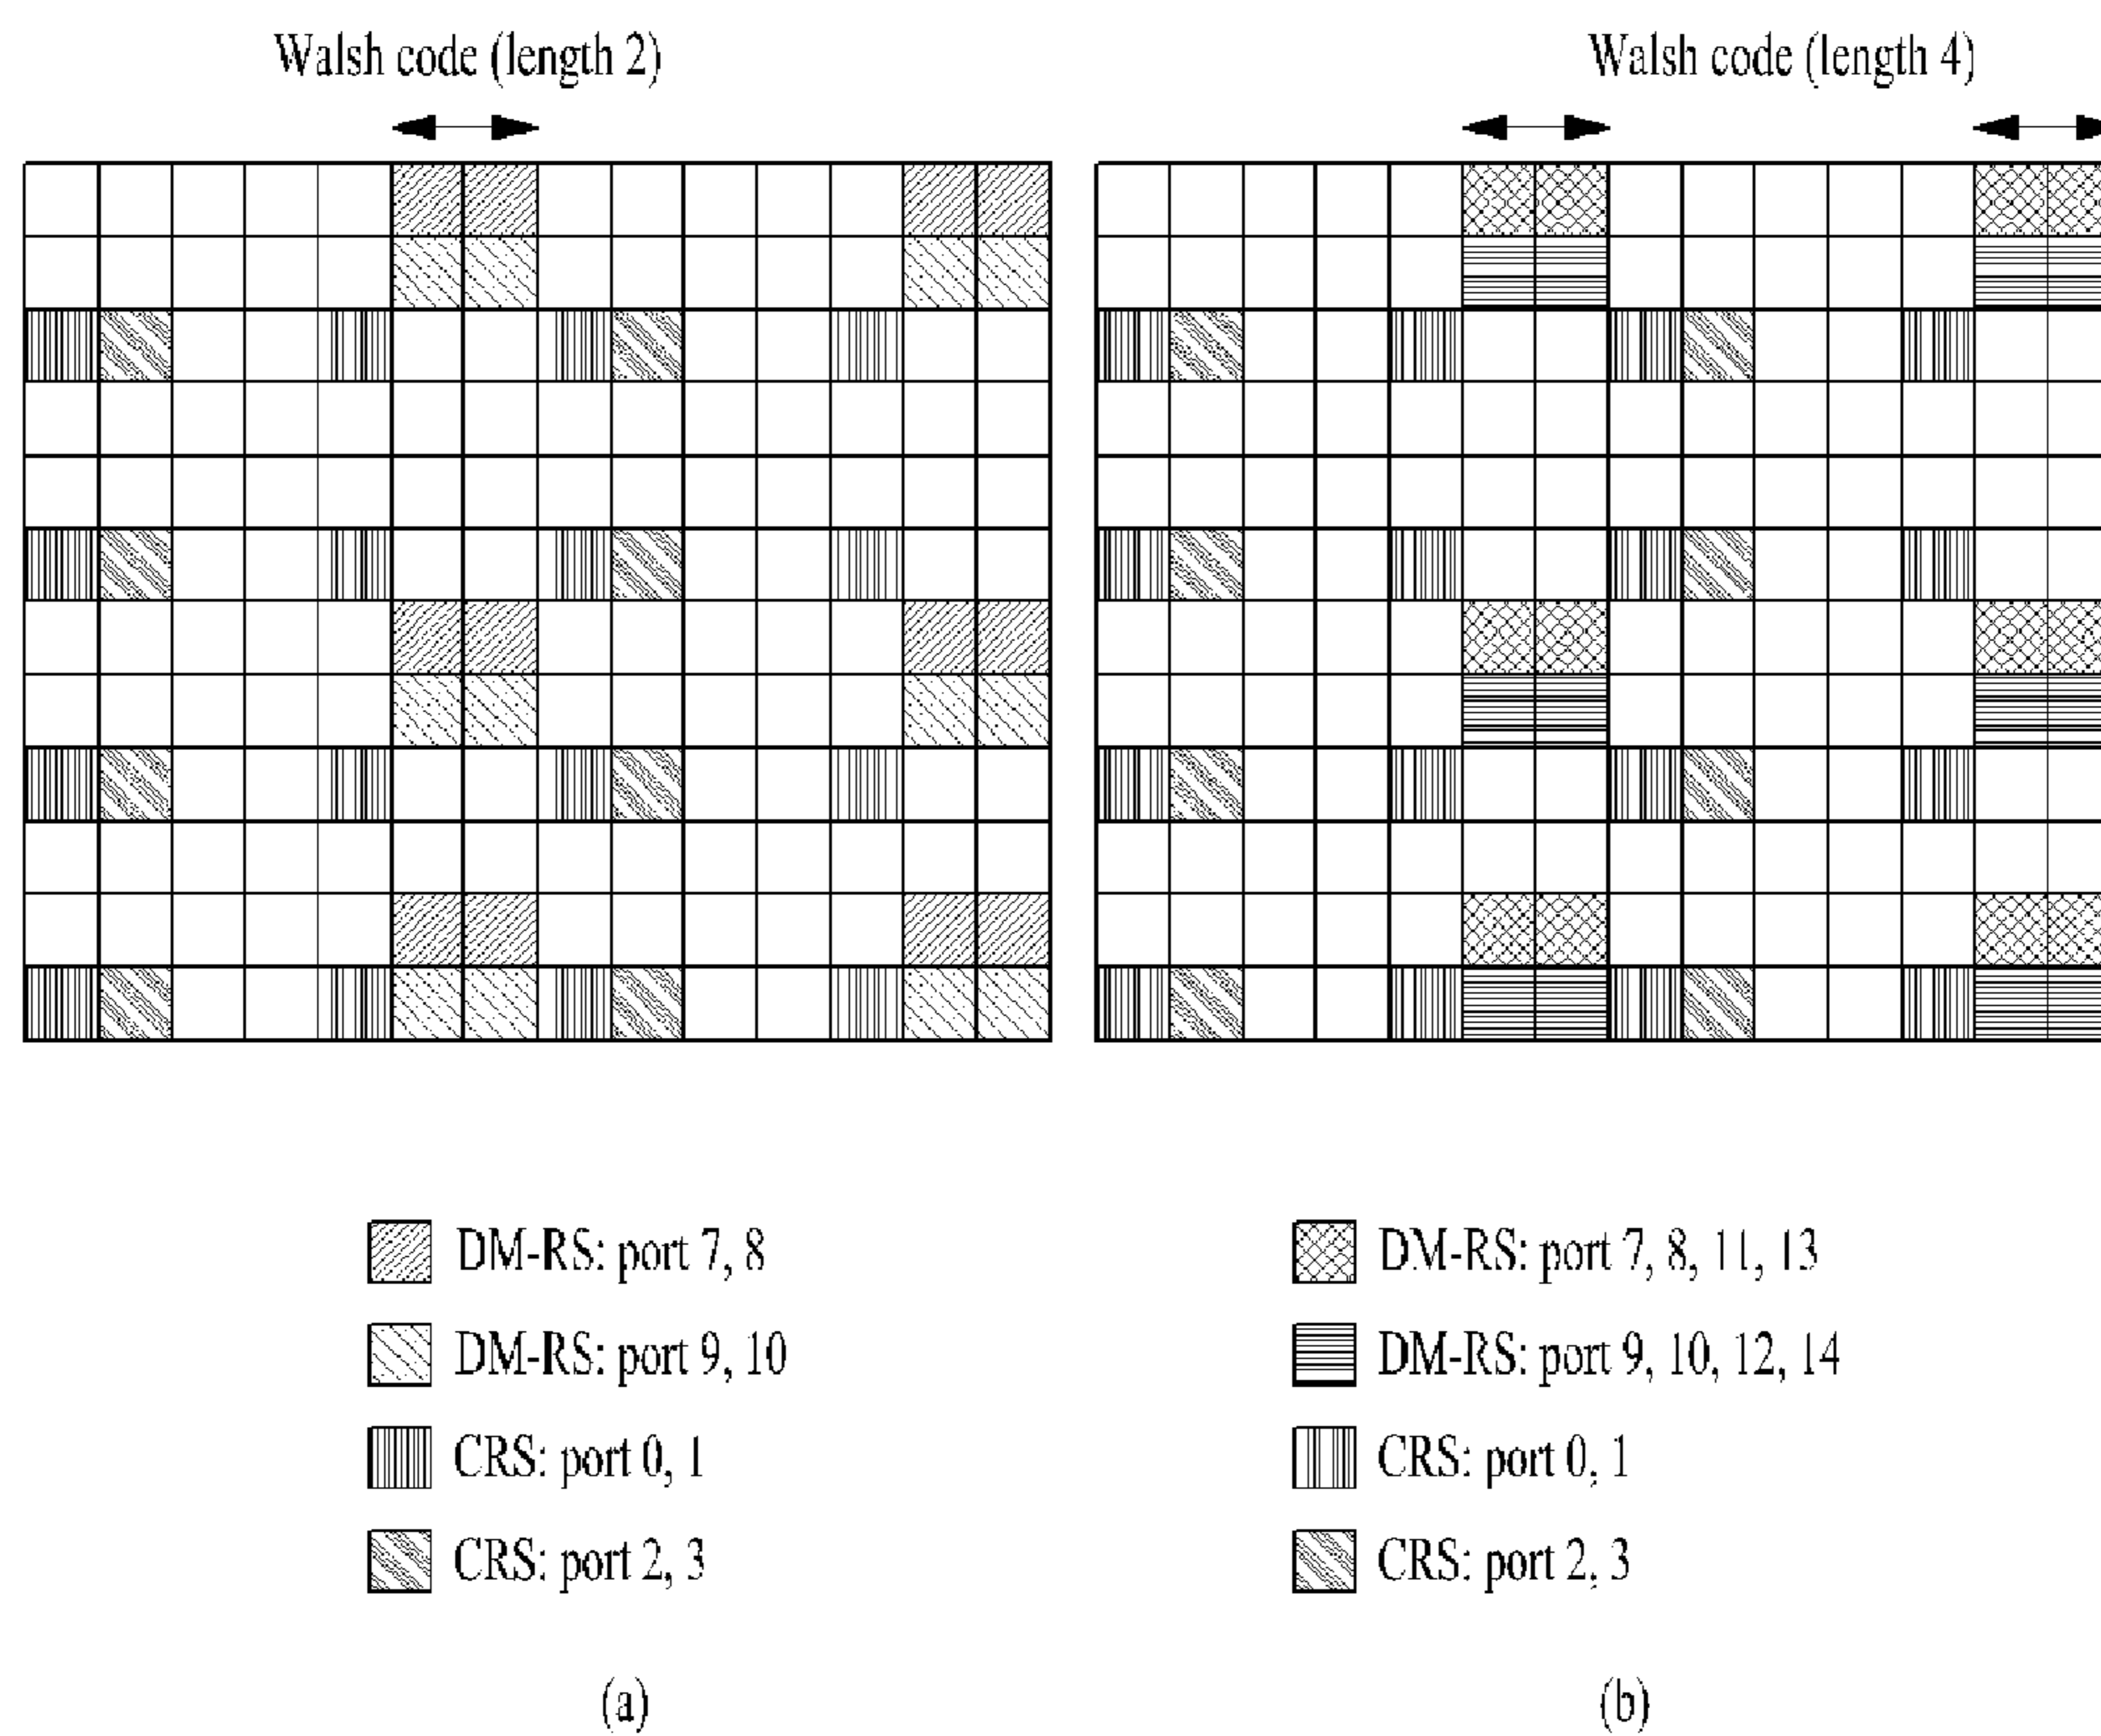 Walsh code (length 2)
Walsh code (length 4)
DM-RS: port 7, 8
DM-RS: port 9, 10
CRS: port 0, 1
CRS: port 2, 3
(a)
DM-RS: port 7, 8, 11, 13
DM-RS: port 9, 10, 12, 14
CRS: port 0, 1
CRS: port 2, 3
(b)